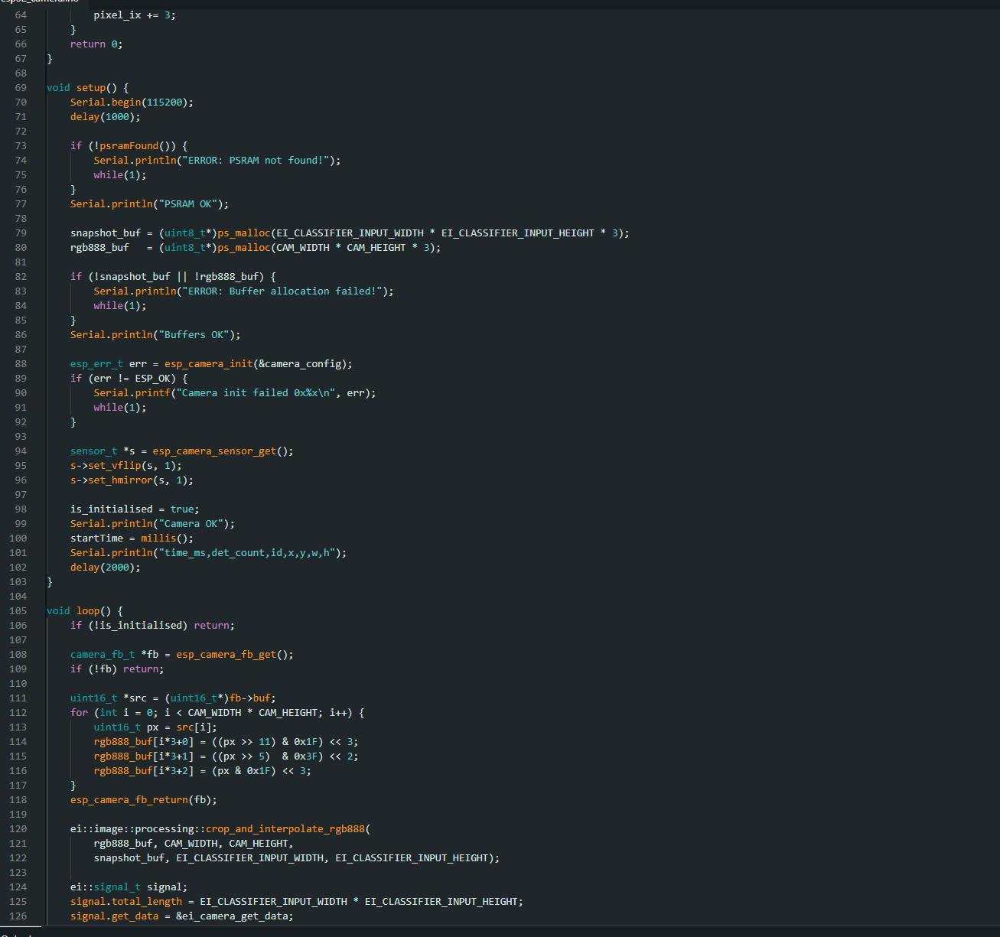 64 pixel_ix += 3;
65 }
66 return 0;
67 }
68
69 void setup() {
70 Serial.begin(115200);
71 delay(1000);
72
73 if (!psramFound()) {
74 Serial.println("ERROR: PSRAM not found!");
75 while(1);
76 }
77 Serial.println("PSRAM OK");
78
79 snapshot_buf = (uint8_t*)ps_malloc(EI_CLASSIFIER_INPUT_WIDTH * EI_CLASSIFIER_INPUT_HEIGHT * 3);
80 rgb888_buf   = (uint8_t*)ps_malloc(CAM_WIDTH * CAM_HEIGHT * 3);
81
82 if (!snapshot_buf || !rgb888_buf) {
83 Serial.println("ERROR: Buffer allocation failed!");
84 while(1);
85 }
86 Serial.println("Buffers OK");
87
88 esp_err_t err = esp_camera_init(&camera_config);
89 if (err != ESP_OK) {
90 Serial.printf("Camera init failed 0x%x\n", err);
91 while(1);
92 }
93
94 sensor_t *s = esp_camera_sensor_get();
95 s->set_vflip(s, 1);
96 s->set_hmirror(s, 1);
97
98 is_initialised = true;
99 Serial.println("Camera OK");
100 startTime = millis();
101 Serial.println("time_ms,det_count,id,x,y,w,h");
102 delay(2000);
103 }
104
105 void loop() {
106 if (!is_initialised) return;
107
108 camera_fb_t *fb = esp_camera_fb_get();
109 if (!fb) return;
110
111 uint16_t *src = (uint16_t*)fb->buf;
112 for (int i = 0; i < CAM_WIDTH * CAM_HEIGHT; i++) {
113 uint16_t px = src[i];
114 rgb888_buf[i*3+0] = ((px >> 11) & 0x1F) << 3;
115 rgb888_buf[i*3+1] = ((px >> 5)  & 0x3F) << 2;
116 rgb888_buf[i*3+2] = (px & 0x1F) << 3;
117 }
118 esp_camera_fb_return(fb);
119
120 ei::image::processing::crop_and_interpolate_rgb888(
121 rgb888_buf, CAM_WIDTH, CAM_HEIGHT,
122 snapshot_buf, EI_CLASSIFIER_INPUT_WIDTH, EI_CLASSIFIER_INPUT_HEIGHT);
123
124 ei::signal_t signal;
125 signal.total_length = EI_CLASSIFIER_INPUT_WIDTH * EI_CLASSIFIER_INPUT_HEIGHT;
126 signal.get_data = &ei_camera_get_data;